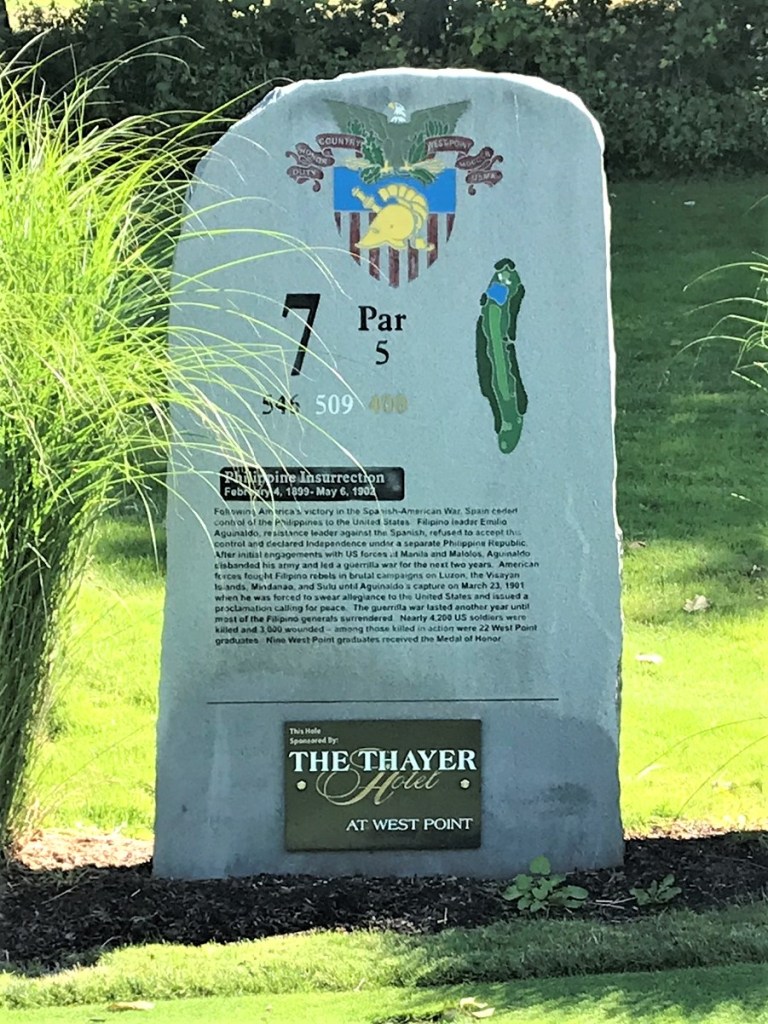 DUTY HONOR COUNTRY WEST POINT MDCCCII USMA
7 Par
5
546 509 400
Philippine Insurrection
February 4, 1899- May 6, 1902
Following America's victory in the Spanish-American War, Spain ceded
control of the Philippines to the United States. Filipino leader Emilio
Aguinaldo, resistance leader against the Spanish, refused to accept this
control and declared independence under a separate Philippine Republic.
After initial engagements with US forces at Manila and Malolos, Aguinaldo
disbanded his army and led a guerilla war for the next two years. American
forces fought Filipino rebels in brutal campaigns on Luzon, the Visayan
Islands, Mindanao, and Sulu until Aguinaldo's capture on March 23, 1901
when he was forced to swear allegiance to the United States and issued a
proclamation calling for peace. The guerrilla war lasted another year until
most of the Filipino generals surrendered. Nearly 4,200 US soldiers were
killed and 3,000 wounded – among those killed in action were 22 West Point
graduates. Nine West Point graduates received the Medal of Honor.
This Hole
Sponsored By:
THE THAYER
Hotel
AT WEST POINT